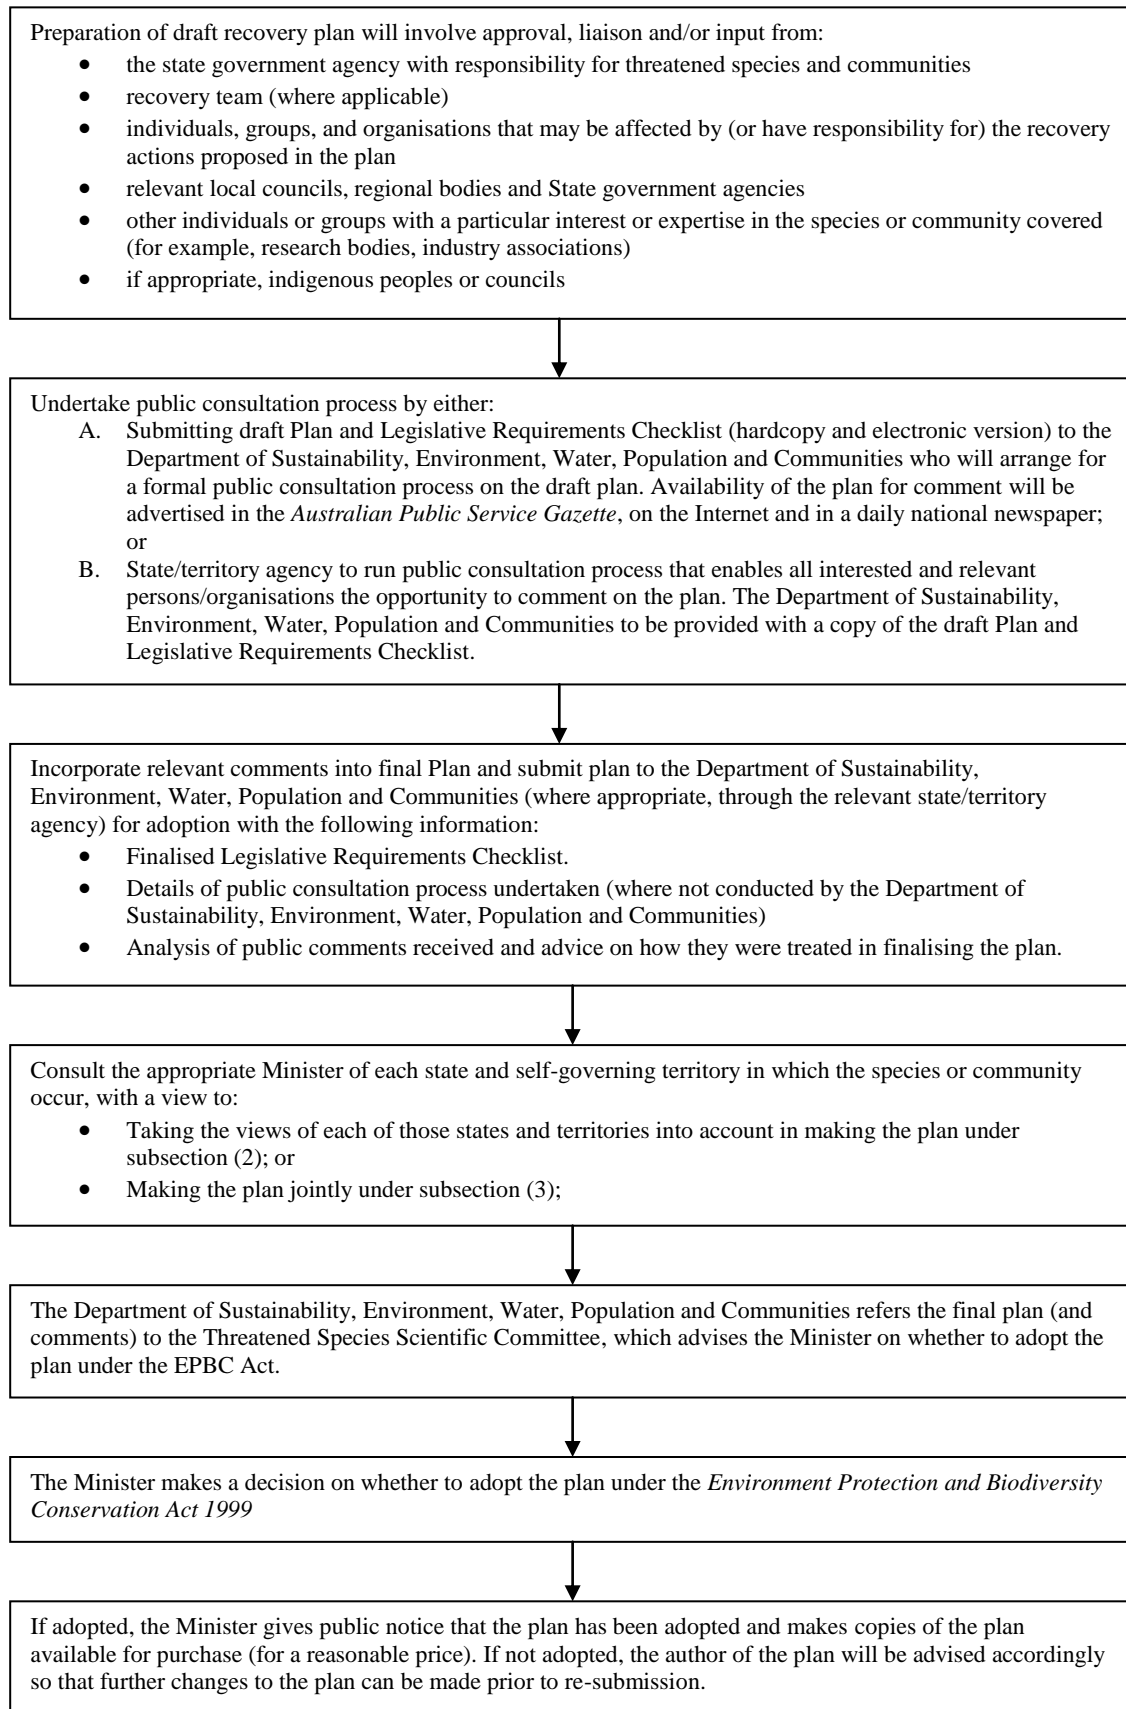 Preparation of draft recovery plan will involve approval, liaison and/or input from:
• the state government agency with responsibility for threatened species and communities
• recovery team (where applicable)
• individuals, groups, and organisations that may be affected by (or have responsibility for) the recovery
actions proposed in the plan
• relevant local councils, regional bodies and State government agencies
• other individuals or groups with a particular interest or expertise in the species or community covered
(for example, research bodies, industry associations)
• if appropriate, indigenous peoples or councils
Undertake public consultation process by either:
A. Submitting draft Plan and Legislative Requirements Checklist (hardcopy and electronic version) to the
Department of Sustainability, Environment, Water, Population and Communities who will arrange for
a formal public consultation process on the draft plan. Availability of the plan for comment will be
advertised in the Australian Public Service Gazette, on the Internet and in a daily national newspaper;
or
B. State/territory agency to run public consultation process that enables all interested and relevant
persons/organisations the opportunity to comment on the plan. The Department of Sustainability,
Environment, Water, Population and Communities to be provided with a copy of the draft Plan and
Legislative Requirements Checklist.
Incorporate relevant comments into final Plan and submit plan to the Department of Sustainability,
Environment, Water, Population and Communities (where appropriate, through the relevant state/territory
agency) for adoption with the following information:
• Finalised Legislative Requirements Checklist.
• Details of public consultation process undertaken (where not conducted by the Department of
Sustainability, Environment, Water, Population and Communities)
• Analysis of public comments received and advice on how they were treated in finalising the plan.
Consult the appropriate Minister of each state and self-governing territory in which the species or community
occur, with a view to:
• Taking the views of each of those states and territories into account in making the plan under
subsection (2); or
• Making the plan jointly under subsection (3);
The Department of Sustainability, Environment, Water, Population and Communities refers the final plan (and
comments) to the Threatened Species Scientific Committee, which advises the Minister on whether to adopt the
plan under the EPBC Act.
The Minister makes a decision on whether to adopt the plan under the Environment Protection and Biodiversity
Conservation Act 1999
If adopted, the Minister gives public notice that the plan has been adopted and makes copies of the plan
available for purchase (for a reasonable price). If not adopted, the author of the plan will be advised accordingly
so that further changes to the plan can be made prior to re-submission.